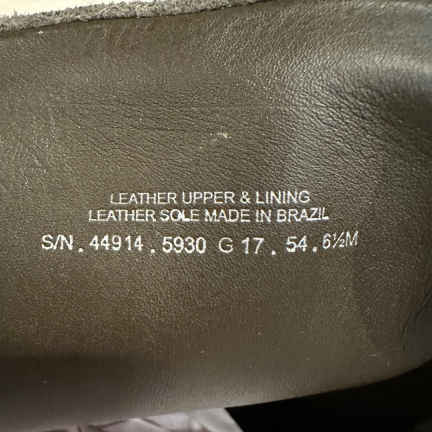 LEATHER UPPER & LINING
LEATHER SOLE MADE IN BRAZIL
S/N . 44914 . 5930 G 17 . 54 . 6½M